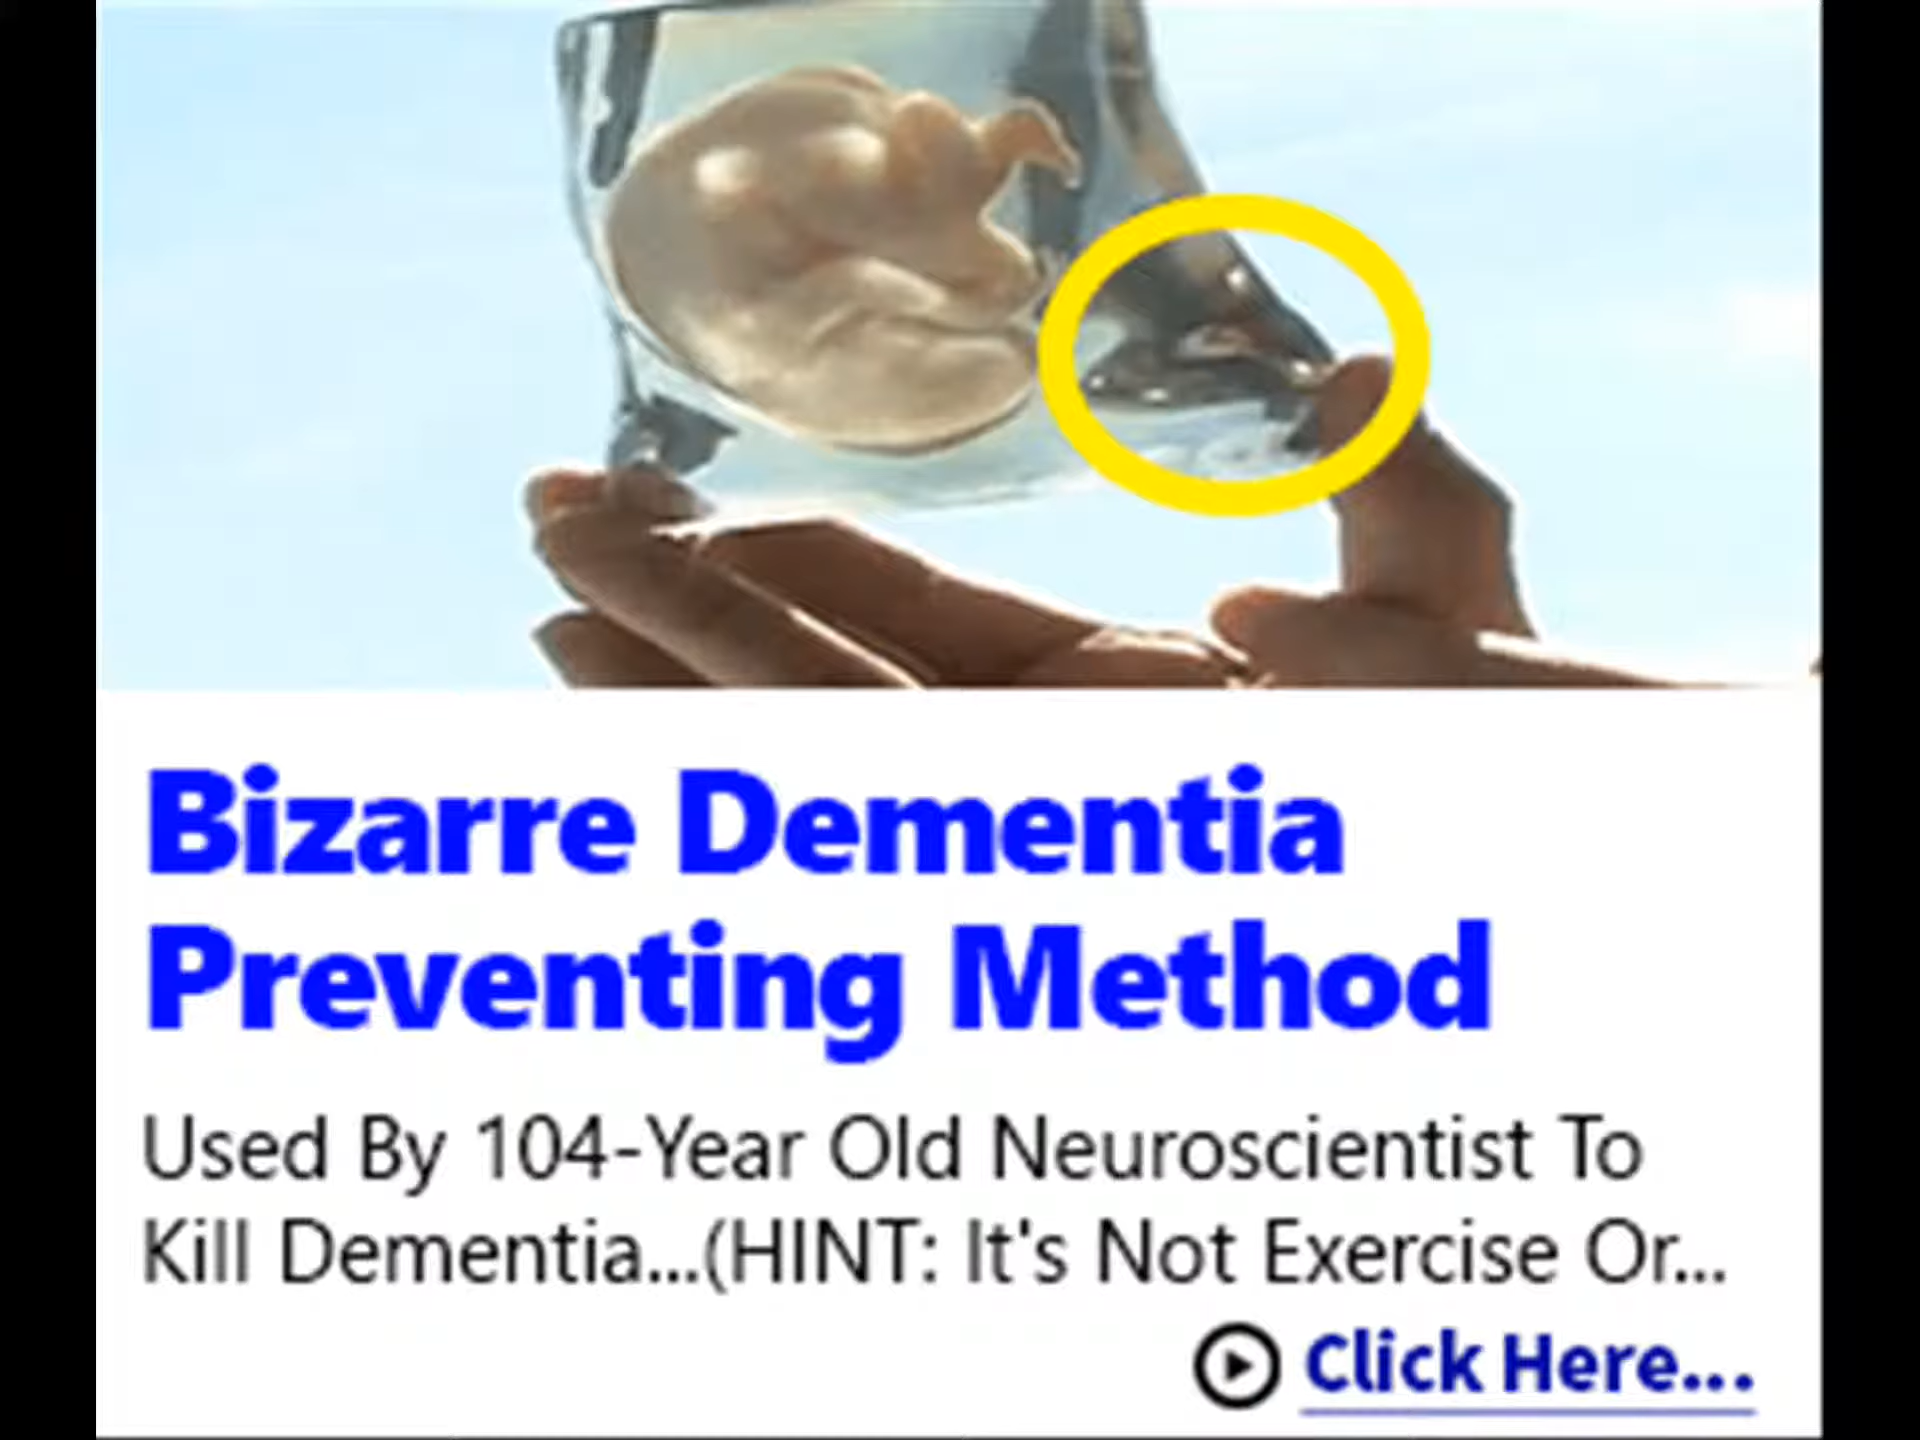 Bizarre Dementia
Preventing Method
Used By 104-Year Old Neuroscientist To
Kill Dementia...(HINT: It's Not Exercise Or...
Click Here...